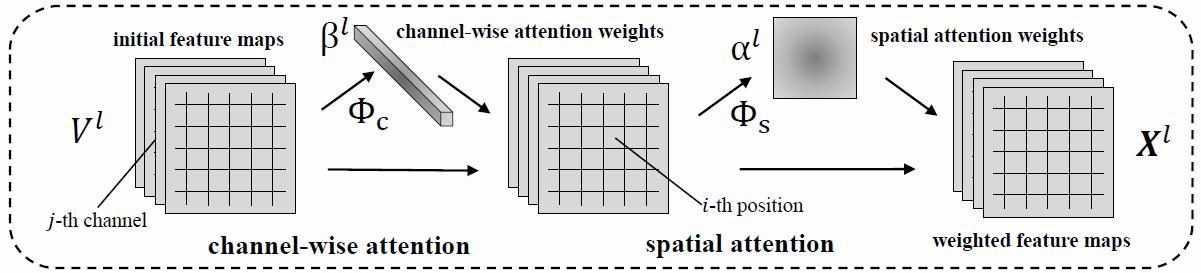 initial feature maps
β^l
channel-wise attention weights
α^l
spatial attention weights
Φ_c
Φ_s
V^l
X^l
j-th channel
i-th position
channel-wise attention
spatial attention
weighted feature maps